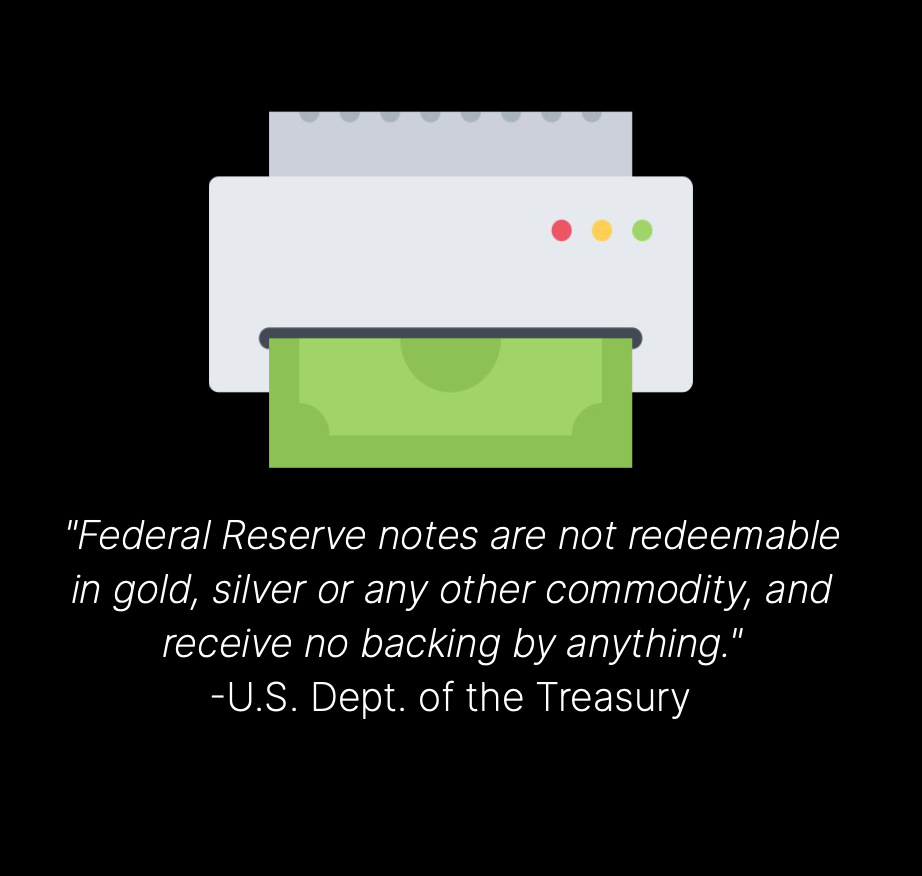 "Federal Reserve notes are not redeemable
in gold, silver or any other commodity, and
receive no backing by anything."
-U.S. Dept. of the Treasury